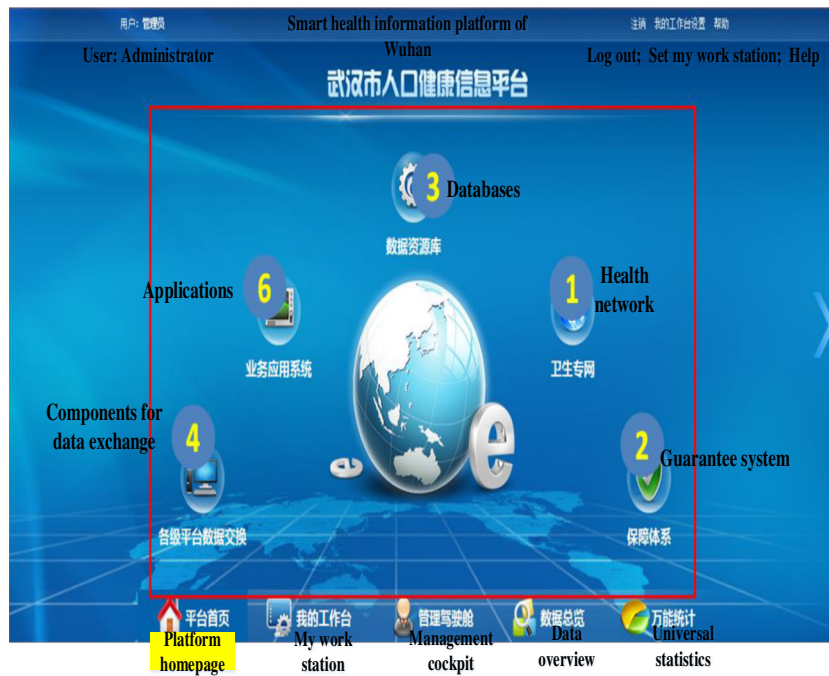 用户: 管理员
Smart health information platform of
Wuhan
注销 我的工作台设置 帮助
User: Administrator
Log out; Set my work station; Help
武汉市人口健康信息平台
3
Databases
数据资源库
6
Applications
业务应用系统
1
Health
network
卫生专网
Components for
data exchange
4
各级平台数据交换
2
Guarantee system
保障体系
e
e
平台首页
我的工作台
管理驾驶舱
数据总览
万能统计
Platform
homepage
My work
station
Management
cockpit
Data
overview
Universal
statistics